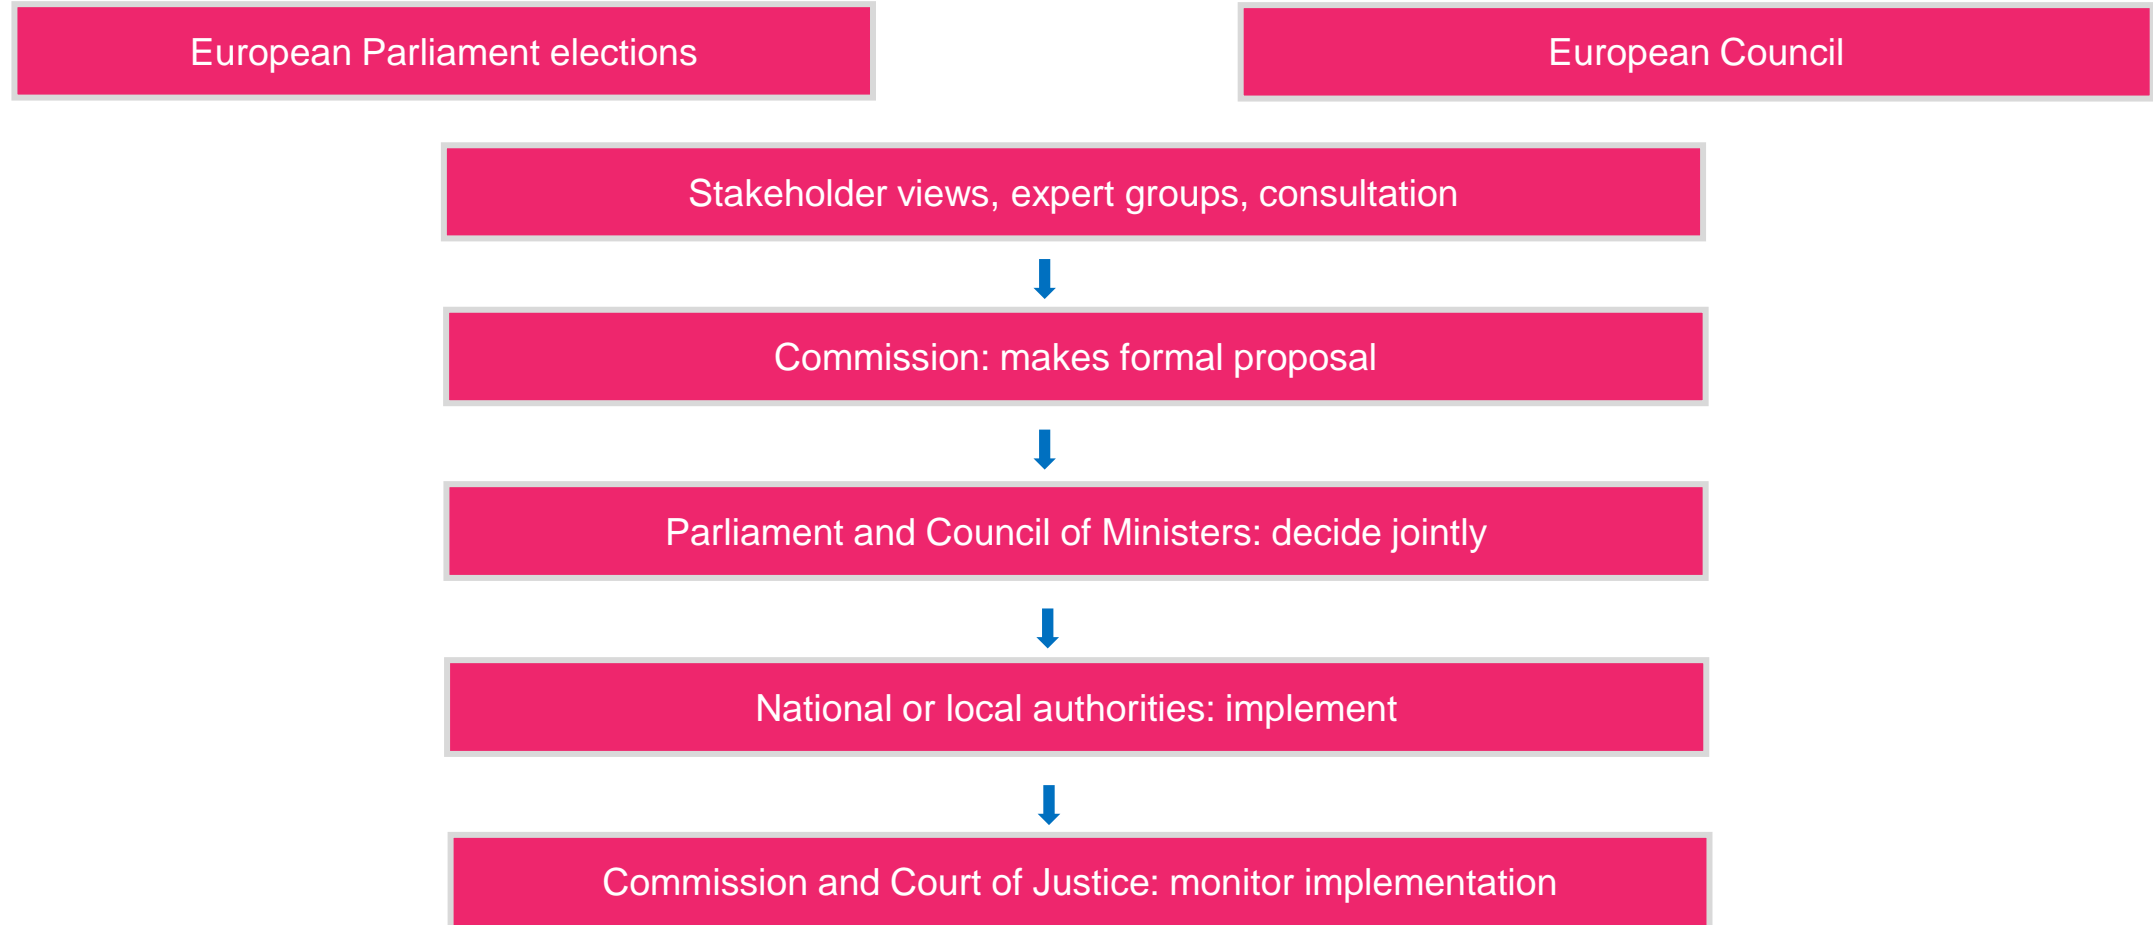 European Parliament elections
European Council
Stakeholder views, expert groups, consultation
Commission: makes formal proposal
Parliament and Council of Ministers: decide jointly
National or local authorities: implement
Commission and Court of Justice: monitor implementation